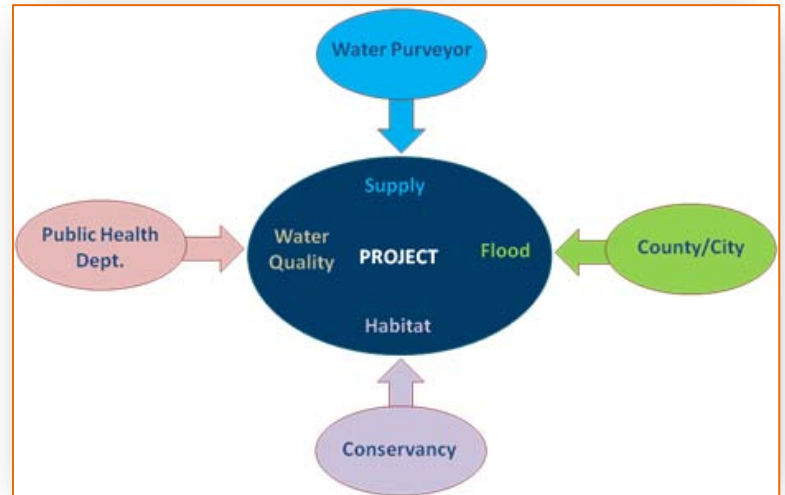 Water Purveyor
Supply
Public Health
Dept.
Water
Quality
PROJECT
Flood
County/City
Habitat
Conservancy